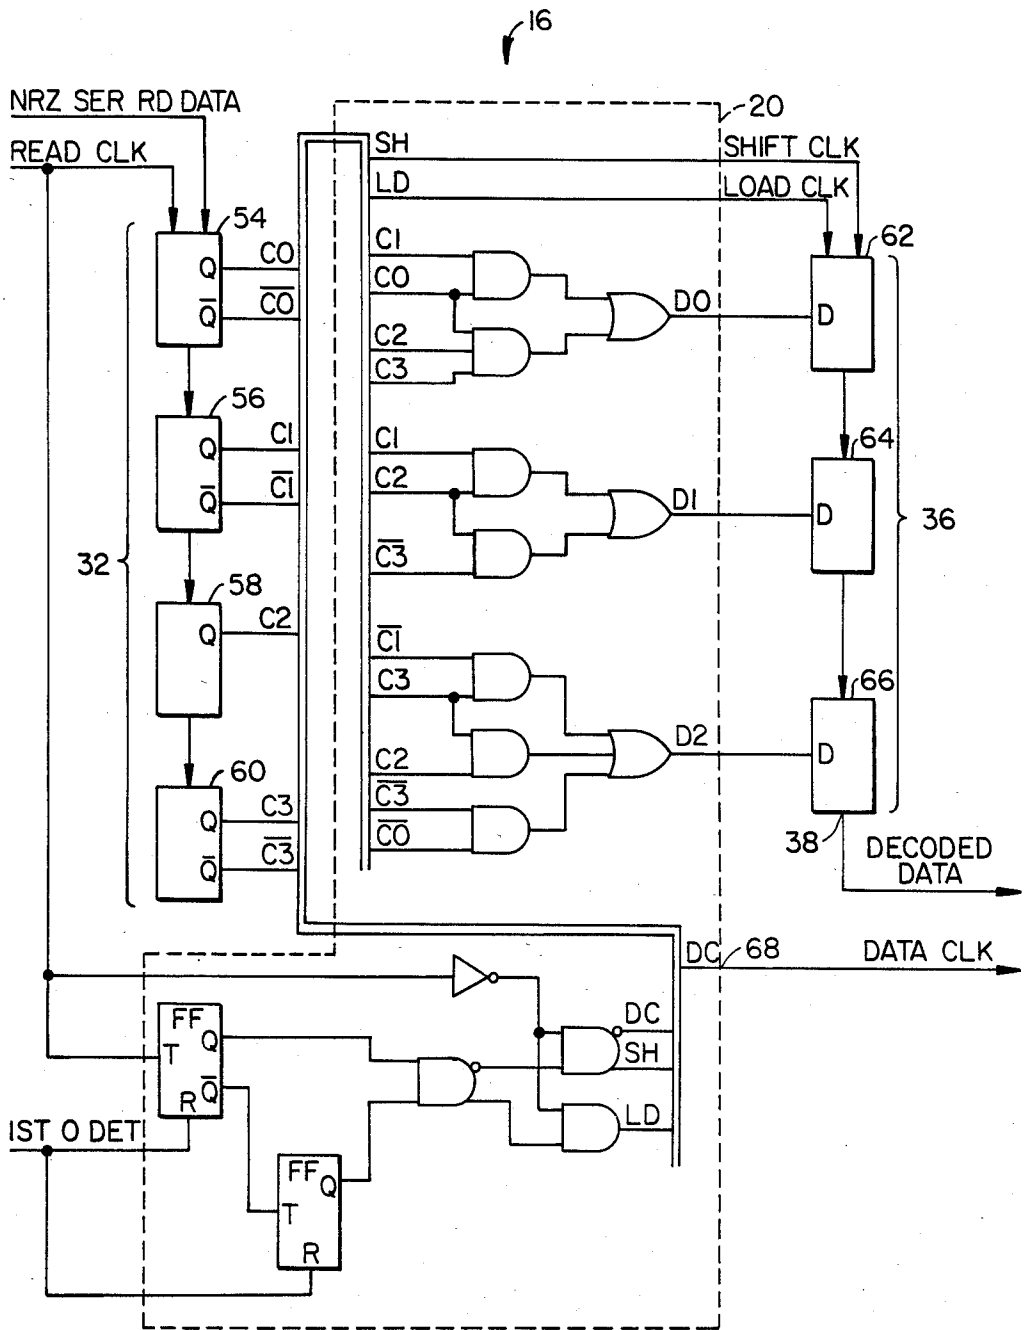 16
NRZ SER RD DATA
20
READ CLK
SH
SHIFT CLK
LD
LOAD CLK
54
62
Q
C0
Q̅
C̅0̅
C1
C0
D0
D
C2
C3
56
64
Q
C1
Q̅
C̅1̅
C1
C2
D1
D
36
C̅3̅
32
58
Q
C2
C̅1̅
C3
66
D2
D
60
Q
C3
Q̅
C̅3̅
C2
C̅3̅
C̅0̅
38
DECODED
DATA
DC
68
DATA CLK
FF
T
Q
Q̅
R
DC
SH
LD
1ST 0 DET
FF
Q
T
R